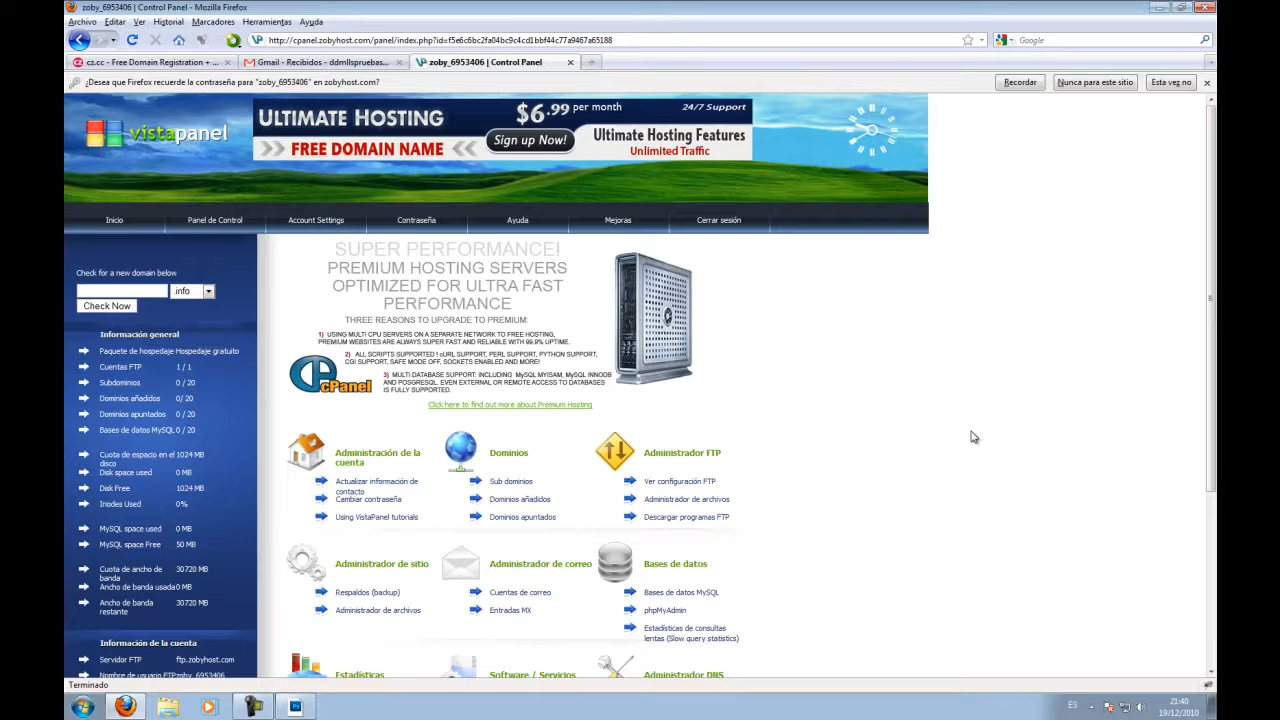 zoby_6953406 | Control Panel - Mozilla Firefox
Archivo Editar Ver Historial Marcadores Herramientas Ayuda
http://cpanel.zobyhost.com/panel/index.php?id=f5e6c6bc2fa04bc9c4cd1bbf44c77a9467a65188
Google
cz.cc - Free Domain Registration + ...
Gmail - Recibidos - ddmllspruebas...
zoby_6953406 | Control Panel
¿Desea que Firefox recuerde la contraseña para "zoby_6953406" en zobyhost.com?
Recordar
Nunca para este sitio
Esta vez no
vistapanel
ULTIMATE HOSTING
$6.99 per month
24/7 Support
Sign up Now!
Ultimate Hosting Features
>> FREE DOMAIN NAME <<
Unlimited Traffic
Inicio
Panel de Control
Account Settings
Contraseña
Ayuda
Mejoras
Cerrar sesión
Check for a new domain below
.info
Check Now
Información general
Paquete de hospedaje Hospedaje gratuito
Cuentas FTP 1 / 1
Subdominios 0 / 20
Dominios añadidos 0/ 20
Dominios apuntados 0 / 20
Bases de datos MySQL 0 / 20
Cuota de espacio en el disco 1024 MB
Disk space used 0 MB
Disk Free 1024 MB
Inodes Used 0%
MySQL space used 0 MB
MySQL space Free 50 MB
Cuota de ancho de banda 30720 MB
Ancho de banda usada 0 MB
Ancho de banda restante 30720 MB
Información de la cuenta
Servidor FTP ftp.zobyhost.com
Nombre de usuario FTP zoby_6953406
SUPER PERFORMANCE!
PREMIUM HOSTING SERVERS
OPTIMIZED FOR ULTRA FAST
PERFORMANCE
THREE REASONS TO UPGRADE TO PREMIUM:
1) USING MULTI CPU SERVERS ON A SEPARATE NETWORK TO FREE HOSTING,
PREMIUM WEBSITES ARE ALWAYS SUPER FAST AND RELIABLE WITH 99.9% UPTIME.
2) ALL SCRIPTS SUPPORTED ! cURL SUPPORT, PERL SUPPORT, PYTHON SUPPORT,
CGI SUPPORT, SAFE MODE OFF, SOCKETS ENABLED AND MORE!
3) MULTI DATABASE SUPPORT: INCLUDING MySQL MYISAM, MySQL INNODB
AND POSGRESQL. EVEN EXTERNAL OR REMOTE ACCESS TO DATABASES
IS FULLY SUPPORTED.
cPanel
Click here to find out more about Premium Hosting
Administración de la cuenta
Actualizar información de contacto
Cambiar contraseña
Using VistaPanel tutorials
Dominios
Sub dominios
Dominios añadidos
Dominios apuntados
Administrador FTP
Ver configuración FTP
Administrador de archivos
Descargar programas FTP
Administrador de sitio
Respaldos (backup)
Administrador de archivos
Administrador de correo
Cuentas de correo
Entradas MX
Bases de datos
Bases de datos MySQL
phpMyAdmin
Estadísticas de consultas
lentas (Slow query statistics)
Estadísticas
Software / Servicios
Administrador DNS
Terminado
ES
21:40
19/12/2010